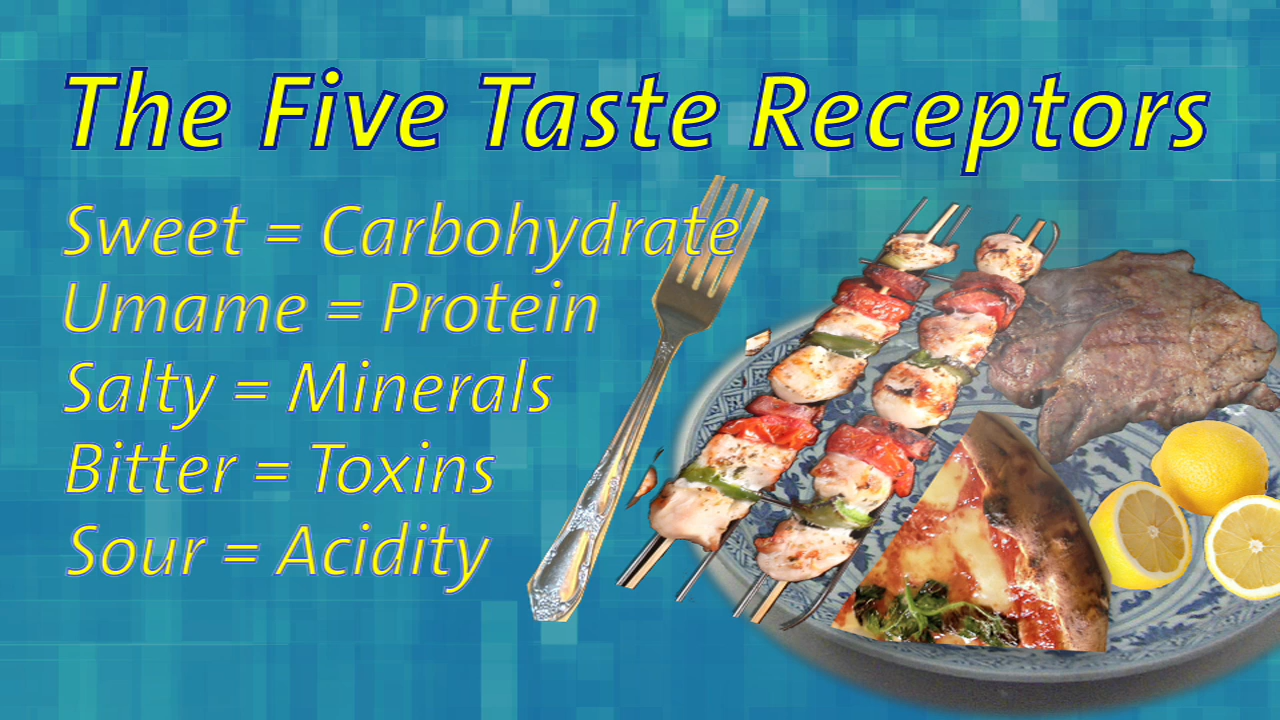 The Five Taste Receptors
Sweet = Carbohydrate
Umame = Protein
Salty = Minerals
Bitter = Toxins
Sour = Acidity